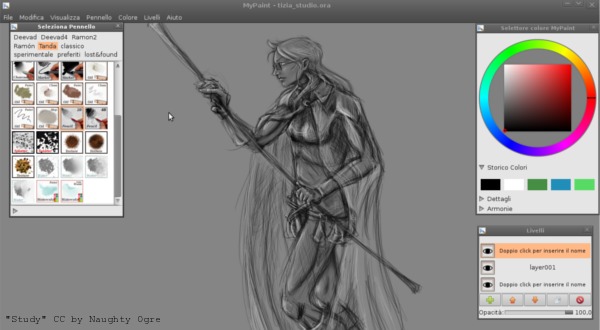 MyPaint - tizia_studio.ora
File Modifica Visualizza Pennello Colore Livelli Aiuto
Seleziona Pennello
Deevad Deevad4 Ramon2
Ramón Tanda classico
sperimentale preferiti lost&found
Selettore colore MyPaint
Storico Colori
Dettagli
Armonie
Livelli
Doppio click per inserire il nome
layer001
Doppio click per inserire il nome
Opacità: 100.0
"Study" CC by Naughty Ogre